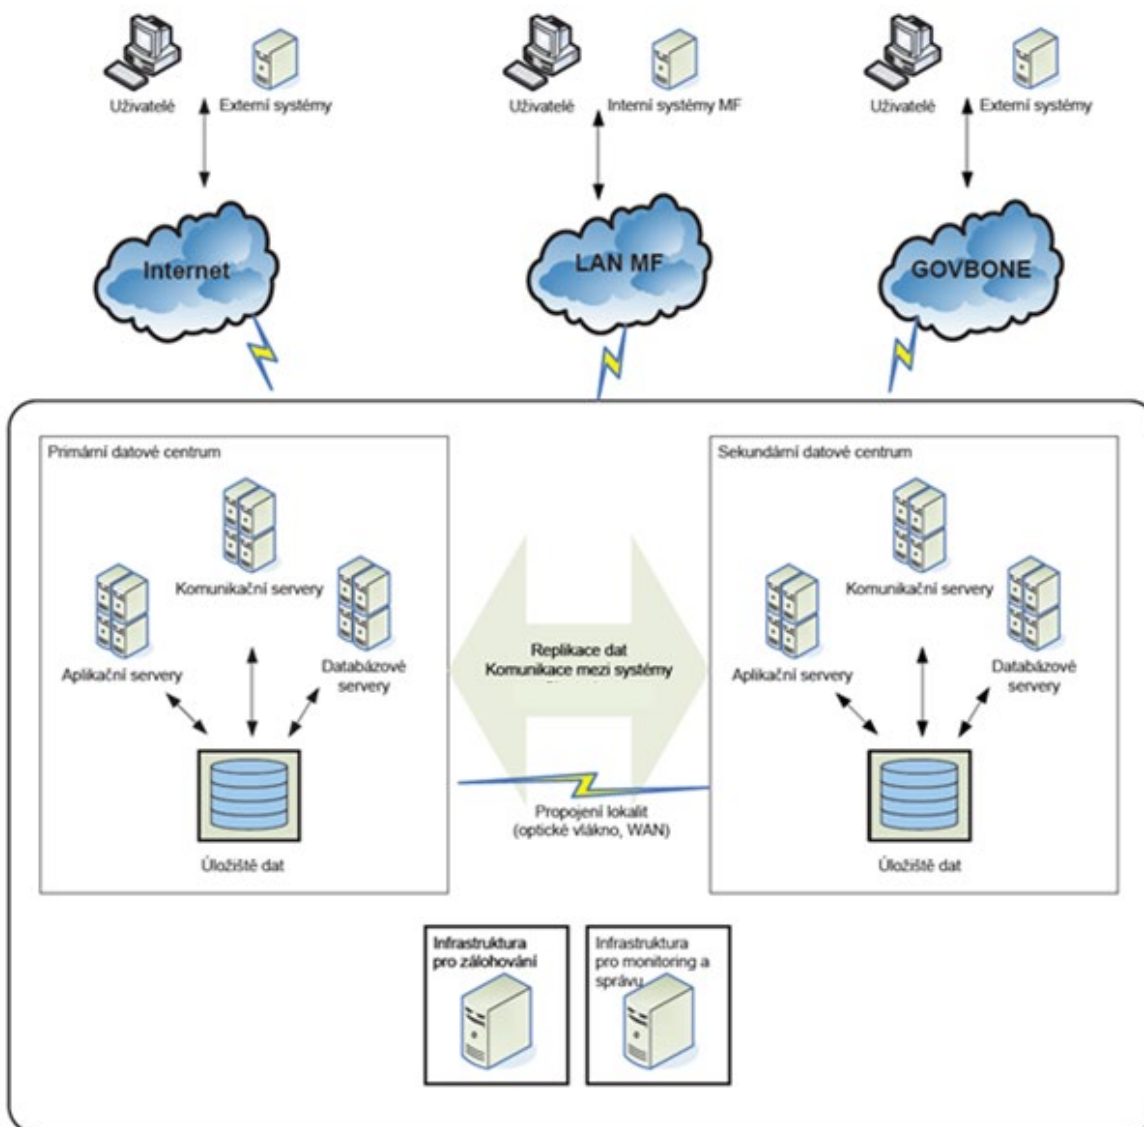 Uživatelé
Externí systémy
Uživatelé
Interní systémy MF
Uživatelé
Externí systémy
Internet
LAN MF
GOVBONE
Primární datové centrum
Komunikační servery
Aplikační servery
Databázové
servery
Úložiště dat
Replikace dat
Komunikace mezi systémy
Propojení lokalit
(optické vlákno, WAN)
Sekundární datové centrum
Komunikační servery
Aplikační servery
Databázové
servery
Úložiště dat
Infrastruktura
pro zálohování
Infrastruktura
pro monitoring a
správu